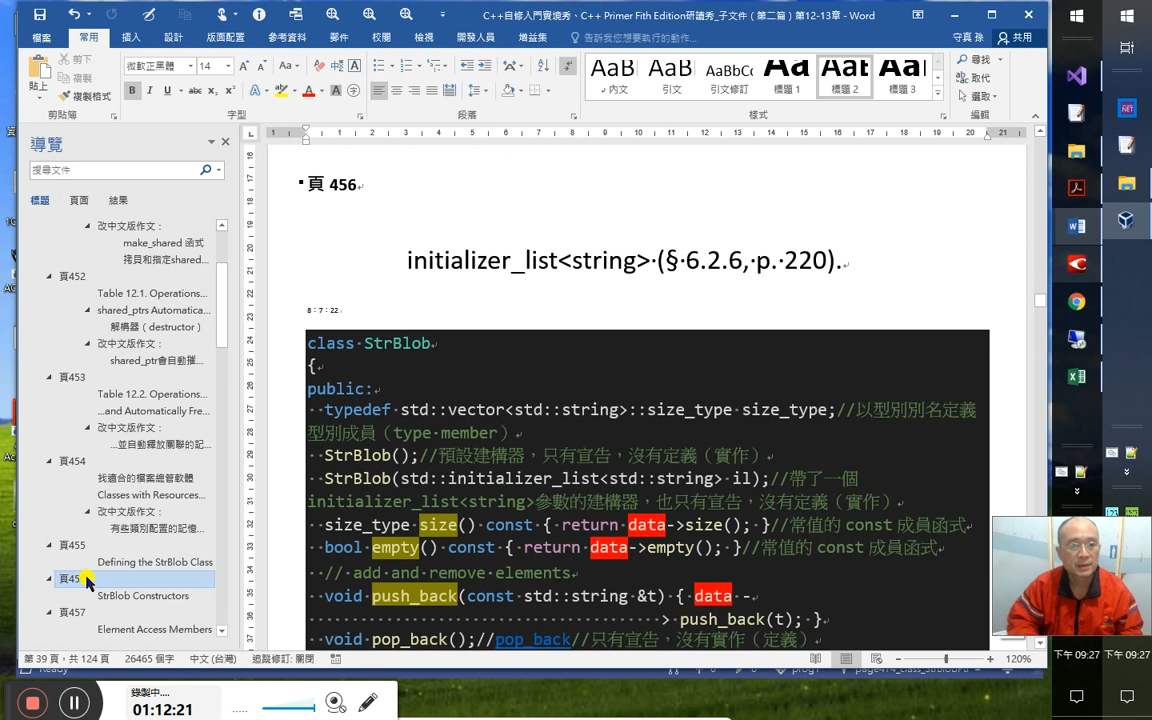 C++自修入門實境秀、C++ Primer Fith Edition研讀秀_子文件（第二篇）第12-13章 - Word
檔案 常用 插入 設計 版面配置 參考資料 郵件 校閱 檢視 開發人員 增益集 告訴我您想要執行的動作... 守真 孫 共用
貼上 剪下 複製 複製格式 剪貼簿
微軟正黑體 14 字型
段落
AaB AaB AaBbCc Aa AaB AaBl
內文 引文 引文修訂 標題 1 標題 2 標題 3
樣式
尋找 取代 選取 編輯
導覽
搜尋文件
標題 頁面 結果
改中文版作文：
make_shared 函式
拷貝和指定shared...
頁452
Table 12.1. Operations...
shared_ptrs Automatica...
解構器（destructor）
改中文版作文：
shared_ptr會自動摧...
頁453
Table 12.2. Operations...
...and Automatically Fre...
改中文版作文：
...並自動釋放關聯的記...
頁454
找適合的檔案總管軟體
Classes with Resources...
改中文版作文：
有些類別配置的記憶...
頁455
Defining the StrBlob Class
頁45
StrBlob Constructors
頁457
Element Access Members
頁 456
initializer_list<string> (§ 6.2.6, p. 220).
8：7：22
class StrBlob
{
public:
typedef std::vector<std::string>::size_type size_type;//以型別別名定義
型別成員（type member）
StrBlob();//預設建構器，只有宣告，沒有定義（實作）
StrBlob(std::initializer_list<std::string> il);//帶了一個
initializer_list<string>參數的建構器，也只有宣告，沒有定義（實作）
size_type size() const { return data->size(); }//常值的 const 成員函式
bool empty() const { return data->empty(); }//常值的 const 成員函式
// add and remove elements
void push_back(const std::string &t) { data -
> push_back(t); }
void pop_back();//pop_back//只有宣告，沒有實作（定義）
第 39 頁，共 124 頁 26465 個字 中文 (台灣) 追蹤修訂: 關閉 120%
Ready
錄製中....
01:12:21
下午 09:27 下午 09:27